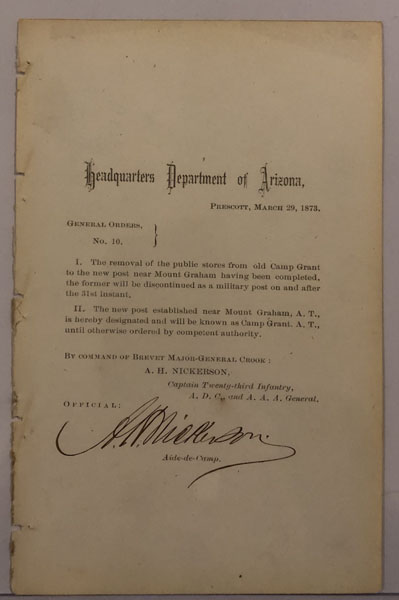 Headquarters Department of Arizona,
PRESCOTT, MARCH 29, 1873.
GENERAL ORDERS,
No. 10.
I. The removal of the public stores from old Camp Grant
to the new post near Mount Graham having been completed,
the former will be discontinued as a military post on and after
the 31st instant.
II. The new post established near Mount Graham, A. T.,
is hereby designated and will be known as Camp Grant. A. T.,
until otherwise ordered by competent authority.
BY COMMAND OF BREVET MAJOR-GENERAL CROOK :
A. H. NICKERSON,
Captain Twenty-third Infantry,
A. D. C., and A. A. A. General.
OFFICIAL:
A. H. Nickerson
Aide-de-Camp.